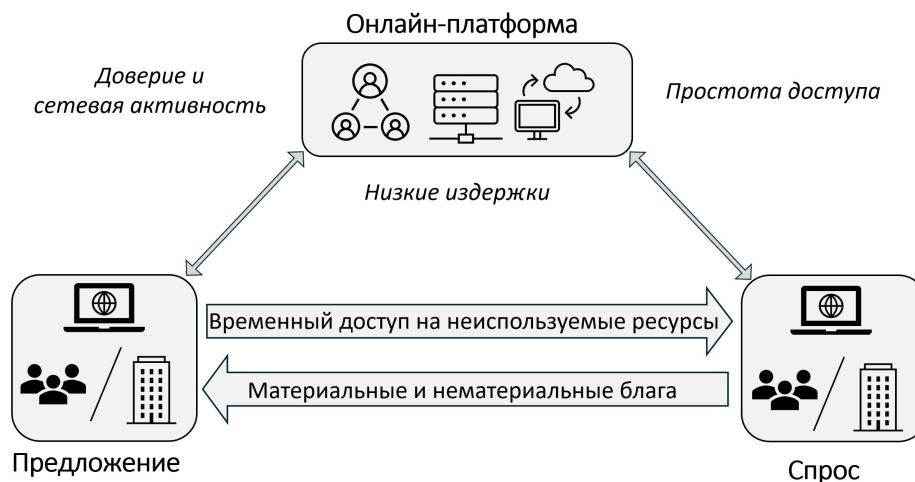 Онлайн-платформа
Доверие и
сетевая активность
Простота доступа
Низкие издержки
Временный доступ на неиспользуемые ресурсы
Материальные и нематериальные блага
Предложение
Спрос